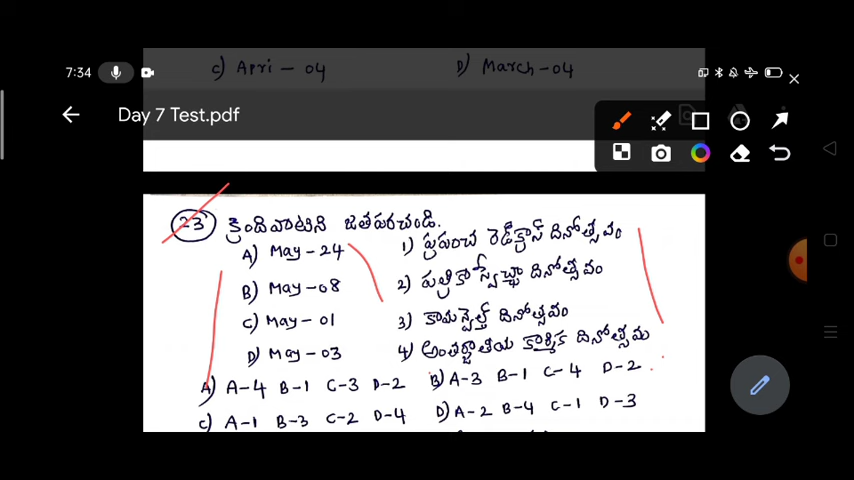 C) Apri - 04 D) March - 04
7:34
Day 7 Test.pdf
23 క్రిందివాటిని జతపరచండి.
A) May - 24 1) ప్రపంచ రెడ్‌క్రాస్ దినోత్సవం
B) May - 08 2) పత్రికాస్వేచ్ఛా దినోత్సవం
C) May - 01 3) కామన్వెల్త్ దినోత్సవం
D) May - 03 4) అంతర్జాతీయ కార్మిక దినోత్సవం
A) A-4 B-1 C-3 D-2 B) A-3 B-1 C-4 D-2
C) A-1 B-3 C-2 D-4 D) A-2 B-4 C-1 D-3